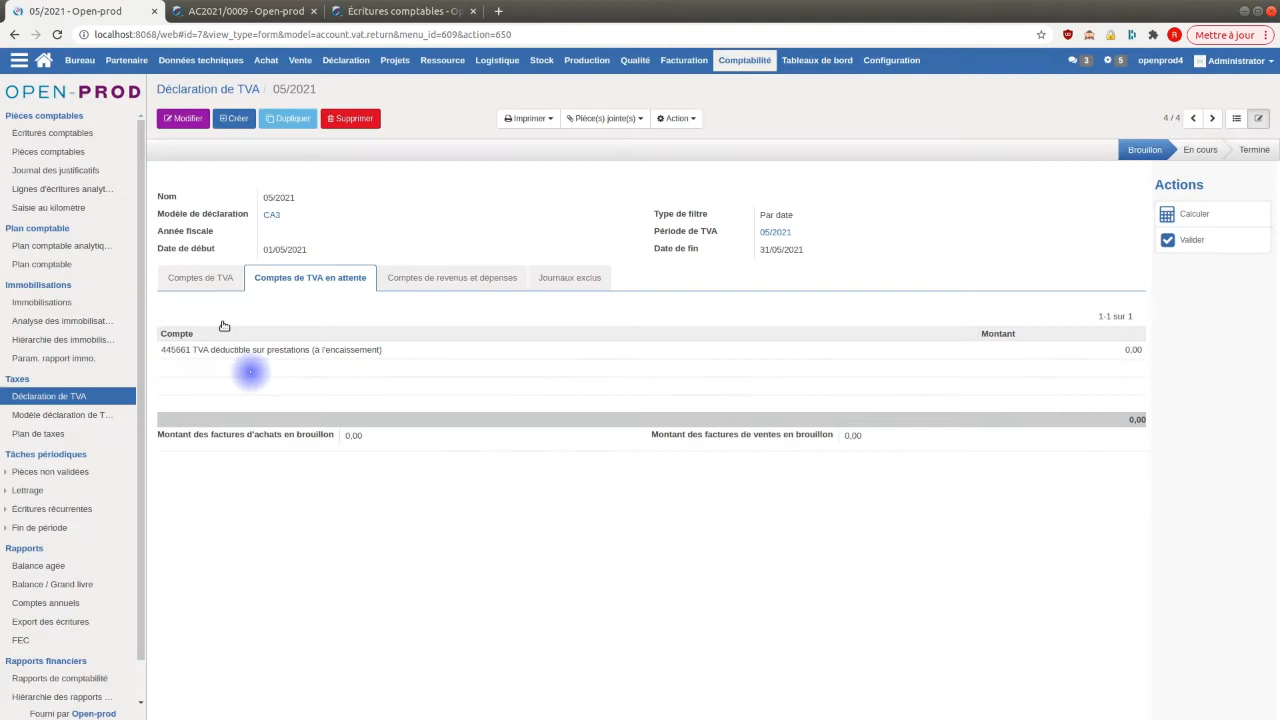 05/2021 - Open-prod
AC2021/0009 - Open-prod
Écritures comptables - Op
localhost:8068/web#id=7&view_type=form&model=account.vat.return&menu_id=609&action=650
R
Mettre à jour
Bureau Partenaire Données techniques Achat Vente Déclaration Projets Ressource Logistique Stock Production Qualité Facturation Comptabilité Tableaux de bord Configuration 3 5 openprod4 Administrator
OPEN-PROD
Déclaration de TVA / 05/2021
Modifier Créer Dupliquer Supprimer Imprimer Pièce(s) jointe(s) Action 4 / 4
Brouillon En cours Terminé
Pièces comptables
Écritures comptables
Pièces comptables
Journal des justificatifs
Lignes d'écritures analyt...
Saisie au kilomètre
Plan comptable
Plan comptable analytiq...
Plan comptable
Immobilisations
Immobilisations
Analyse des immobilisat...
Hiérarchie des immobilis...
Param. rapport immo.
Taxes
Déclaration de TVA
Modèle déclaration de T...
Plan de taxes
Tâches périodiques
Pièces non validées
Lettrage
Écritures récurrentes
Fin de période
Rapports
Balance agée
Balance / Grand livre
Comptes annuels
Export des écritures
FEC
Rapports financiers
Rapports de comptabilité
Hiérarchie des rapports ...
Fourni par Open-prod
Nom 05/2021
Modèle de déclaration CA3 Type de filtre Par date
Année fiscale Période de TVA 05/2021
Date de début 01/05/2021 Date de fin 31/05/2021
Comptes de TVA Comptes de TVA en attente Comptes de revenus et dépenses Journaux exclus
1-1 sur 1
Compte Montant
445661 TVA déductible sur prestations (à l'encaissement) 0,00
0,00
Montant des factures d'achats en brouillon 0,00 Montant des factures de ventes en brouillon 0,00
Actions
Calculer
Valider